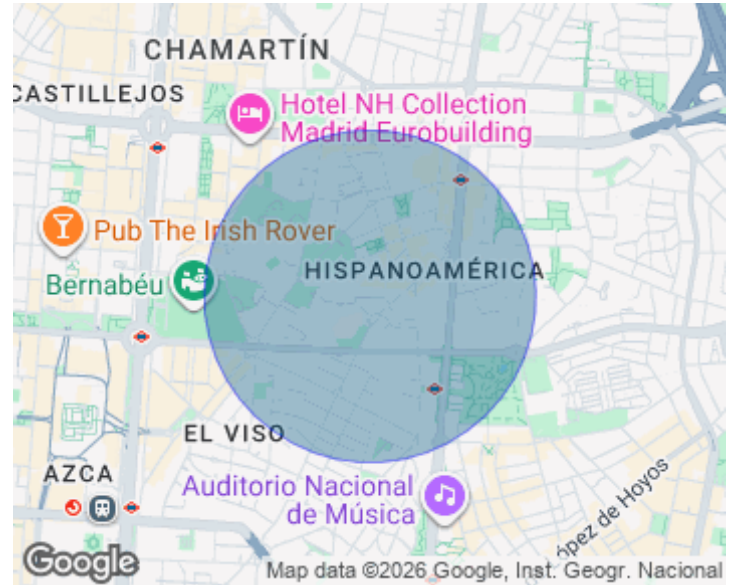 CHAMARTÍN
CASTILLEJOS
Hotel NH Collection
Madrid Eurobuilding
Pub The Irish Rover
HISPANOAMÉRICA
Bernabéu
EL VISO
AZCA
Auditorio Nacional
de Música
ópez de Hoyos
Google
Map data ©2026 Google, Inst. Geogr. Nacional